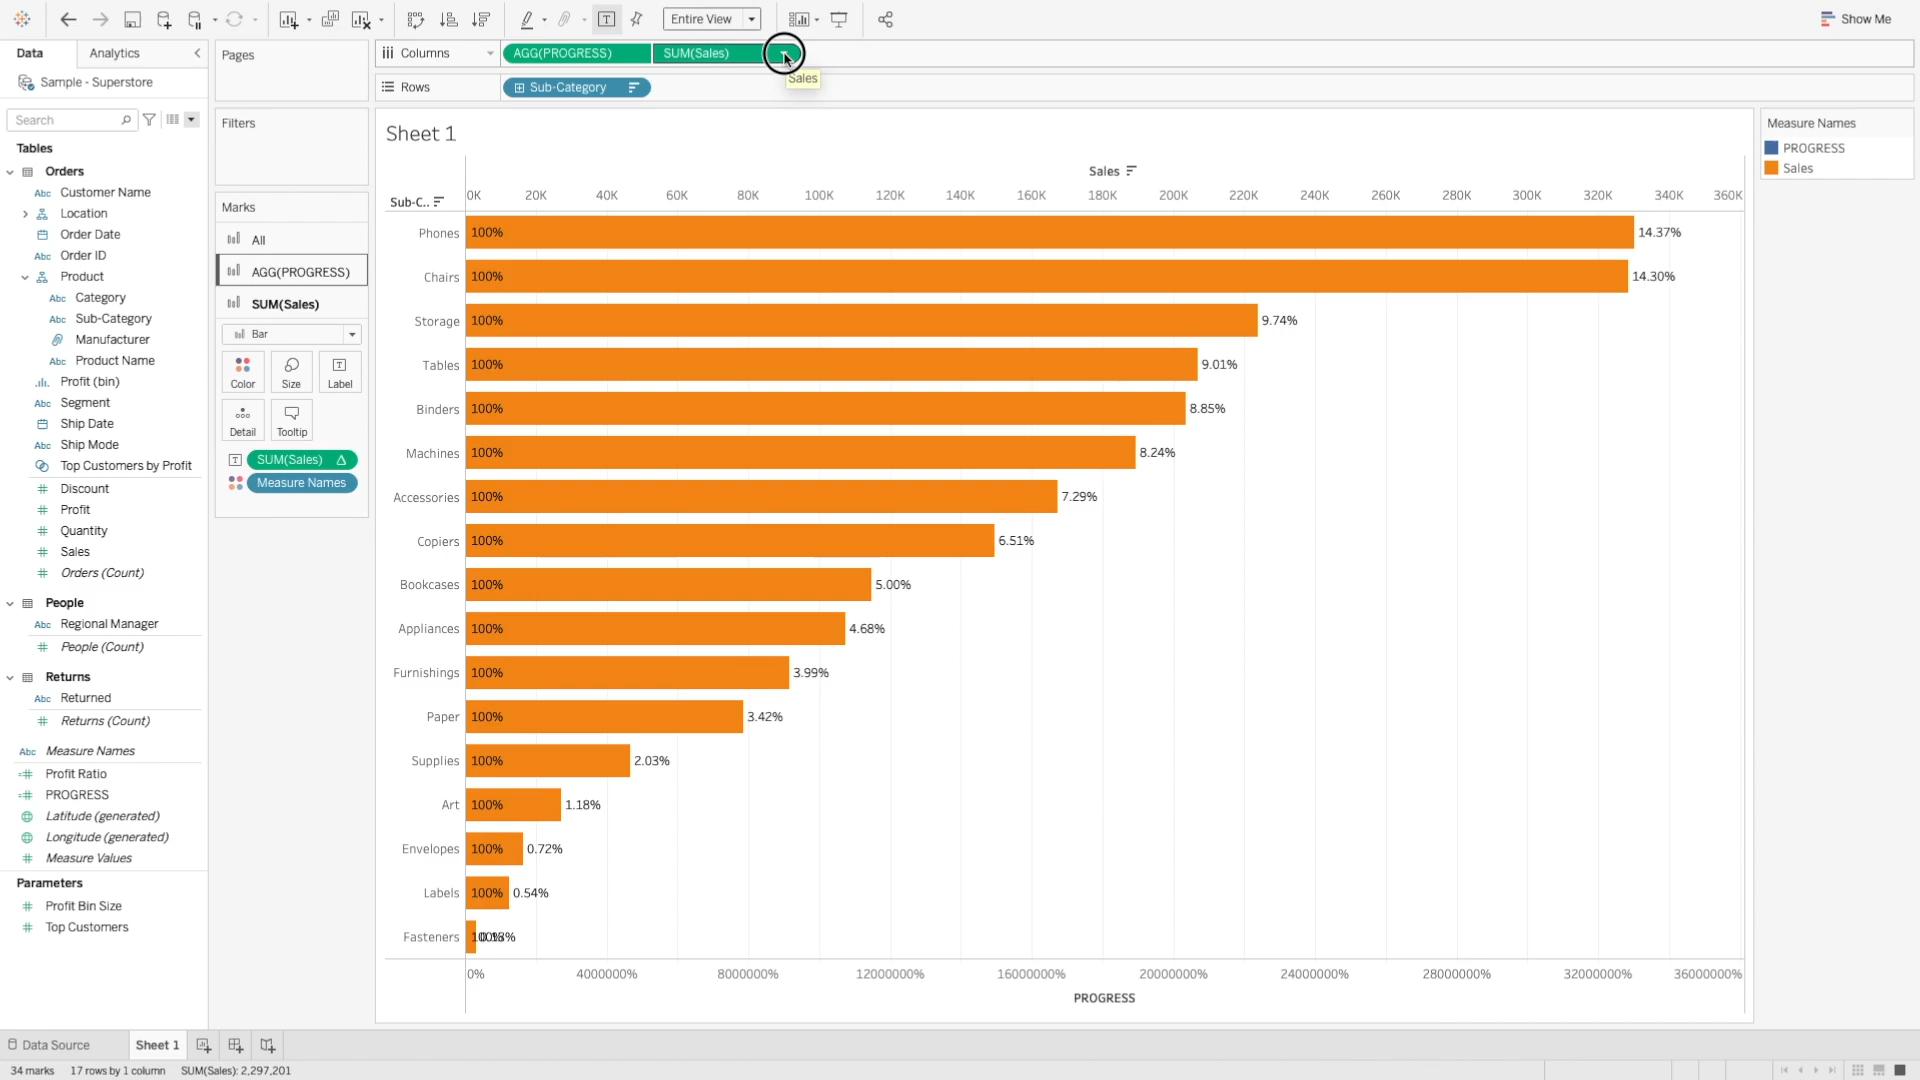 Entire View
Show Me
Data
Analytics
Sample - Superstore
Search
Tables
Orders
Abc Customer Name
Location
Order Date
Abc Order ID
Product
Abc Category
Abc Sub-Category
Manufacturer
Abc Product Name
Profit (bin)
Abc Segment
Ship Date
Abc Ship Mode
Top Customers by Profit
# Discount
# Profit
# Quantity
# Sales
# Orders (Count)
People
Abc Regional Manager
# People (Count)
Returns
Abc Returned
# Returns (Count)
Abc Measure Names
=# Profit Ratio
=# PROGRESS
Latitude (generated)
Longitude (generated)
# Measure Values
Parameters
# Profit Bin Size
# Top Customers
Pages
Filters
Marks
All
AGG(PROGRESS)
SUM(Sales)
Bar
Color
Size
Label
Detail
Tooltip
SUM(Sales)
Measure Names
Columns
AGG(PROGRESS)
SUM(Sales)
Sales
Rows
Sub-Category
Sheet 1
Sales
Sub-C..
0K 20K 40K 60K 80K 100K 120K 140K 160K 180K 200K 220K 240K 260K 280K 300K 320K 340K 360K
Phones 100% 14.37%
Chairs 100% 14.30%
Storage 100% 9.74%
Tables 100% 9.01%
Binders 100% 8.85%
Machines 100% 8.24%
Accessories 100% 7.29%
Copiers 100% 6.51%
Bookcases 100% 5.00%
Appliances 100% 4.68%
Furnishings 100% 3.99%
Paper 100% 3.42%
Supplies 100% 2.03%
Art 100% 1.18%
Envelopes 100% 0.72%
Labels 100% 0.54%
Fasteners
0% 4000000% 8000000% 12000000% 16000000% 20000000% 24000000% 28000000% 32000000% 36000000%
PROGRESS
Measure Names
PROGRESS
Sales
Data Source
Sheet 1
34 marks
17 rows by 1 column
SUM(Sales): 2,297,201